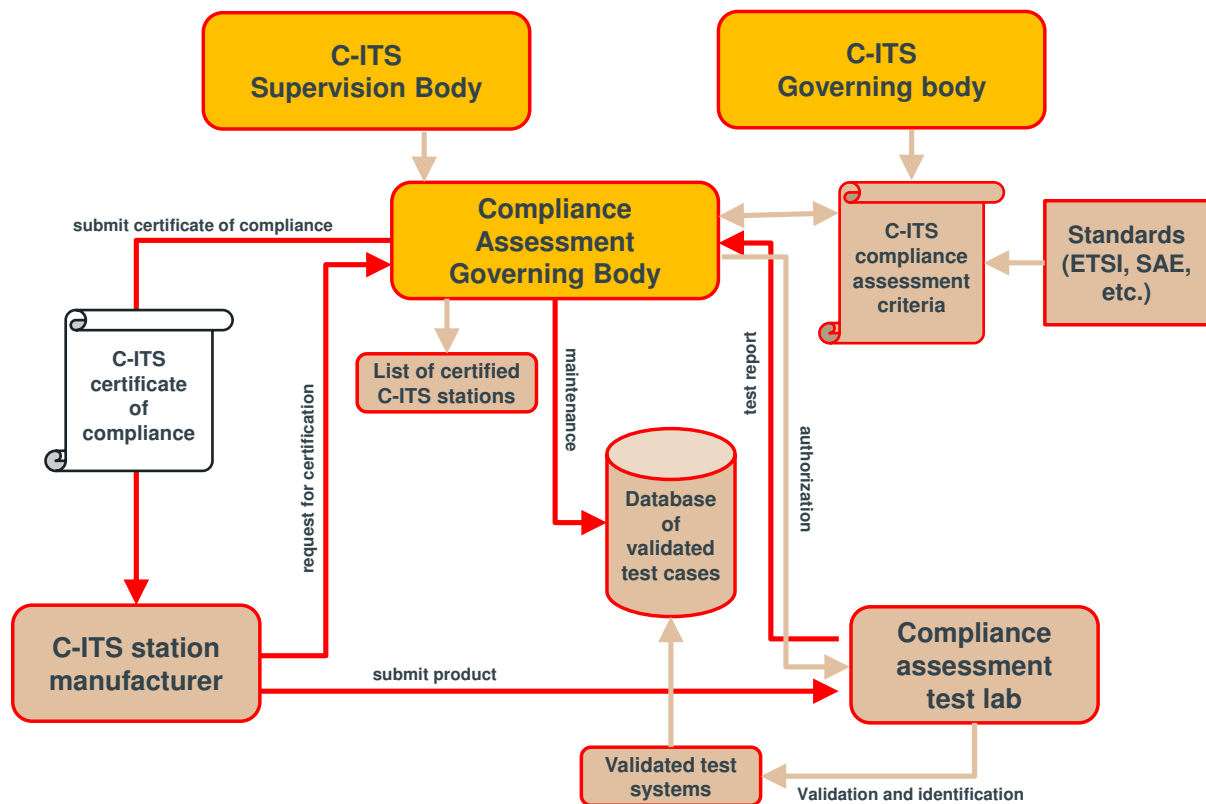 C-ITS
Supervision Body
C-ITS
Governing body
submit certificate of compliance
Compliance
Assessment
Governing Body
C-ITS
compliance
assessment
criteria
Standards
(ETSI, SAE,
etc.)
C-ITS
certificate
of
compliance
List of certified
C-ITS stations
request for certification
maintenance
test report
authorization
Database
of
validated
test cases
C-ITS station
manufacturer
submit product
Compliance
assessment
test lab
Validated test
systems
Validation and identification